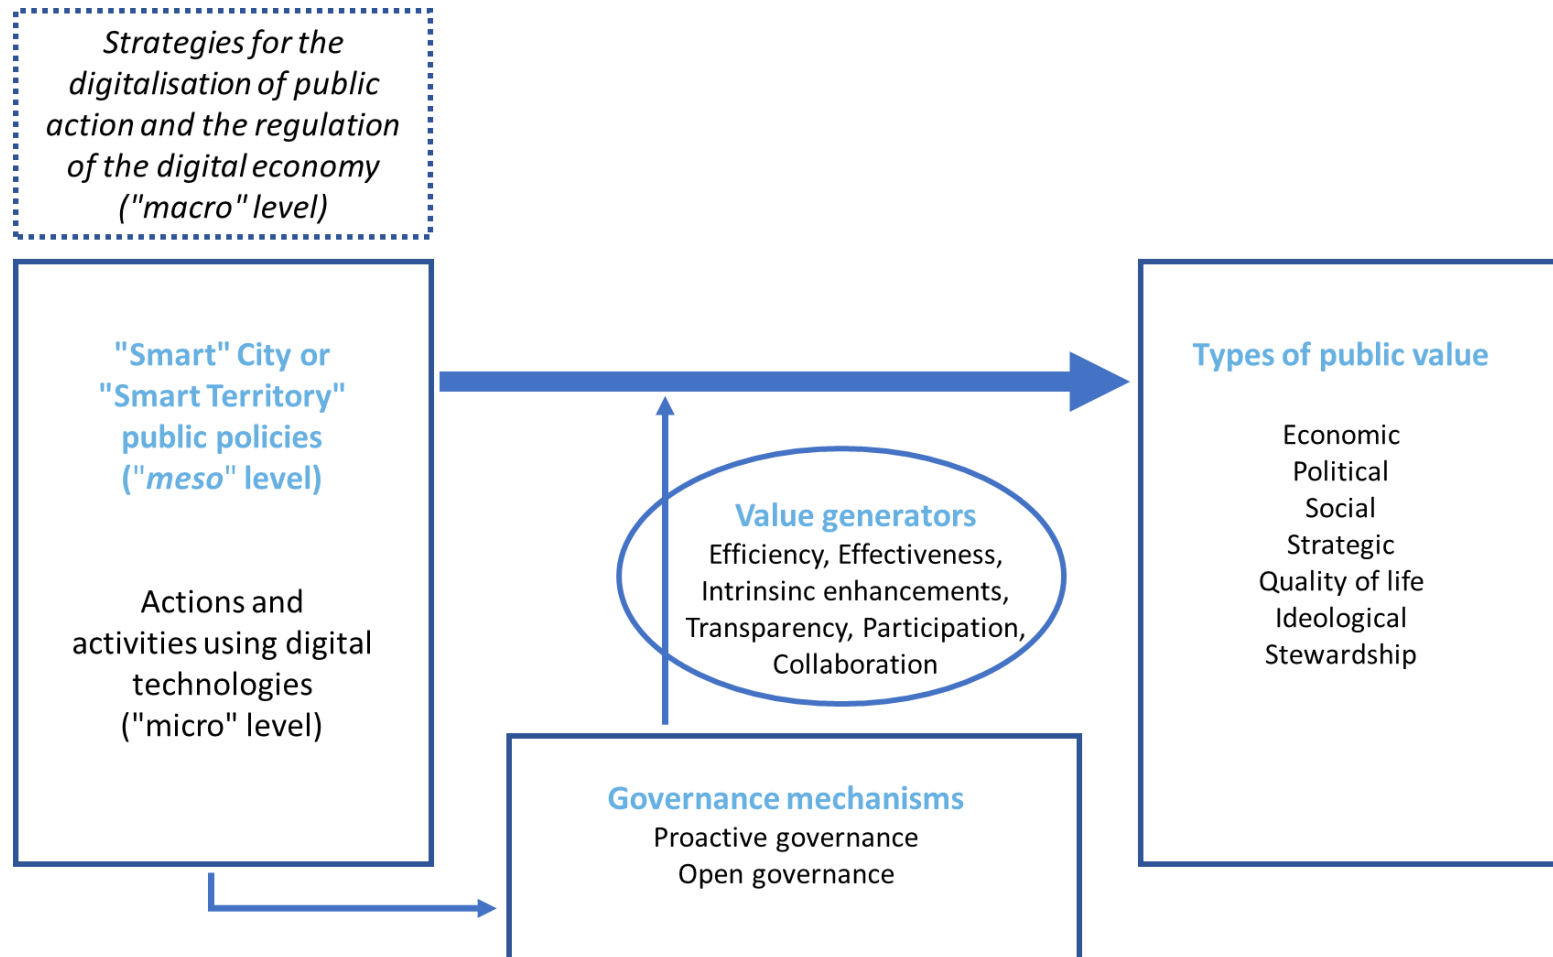 Strategies for the
digitalisation of public
action and the regulation
of the digital economy
("macro" level)
"Smart" City or
"Smart Territory"
public policies
("meso" level)
Actions and
activities using digital
technologies
("micro" level)
Value generators
Efficiency, Effectiveness,
Intrinsinc enhancements,
Transparency, Participation,
Collaboration
Governance mechanisms
Proactive governance
Open governance
Types of public value
Economic
Political
Social
Strategic
Quality of life
Ideological
Stewardship